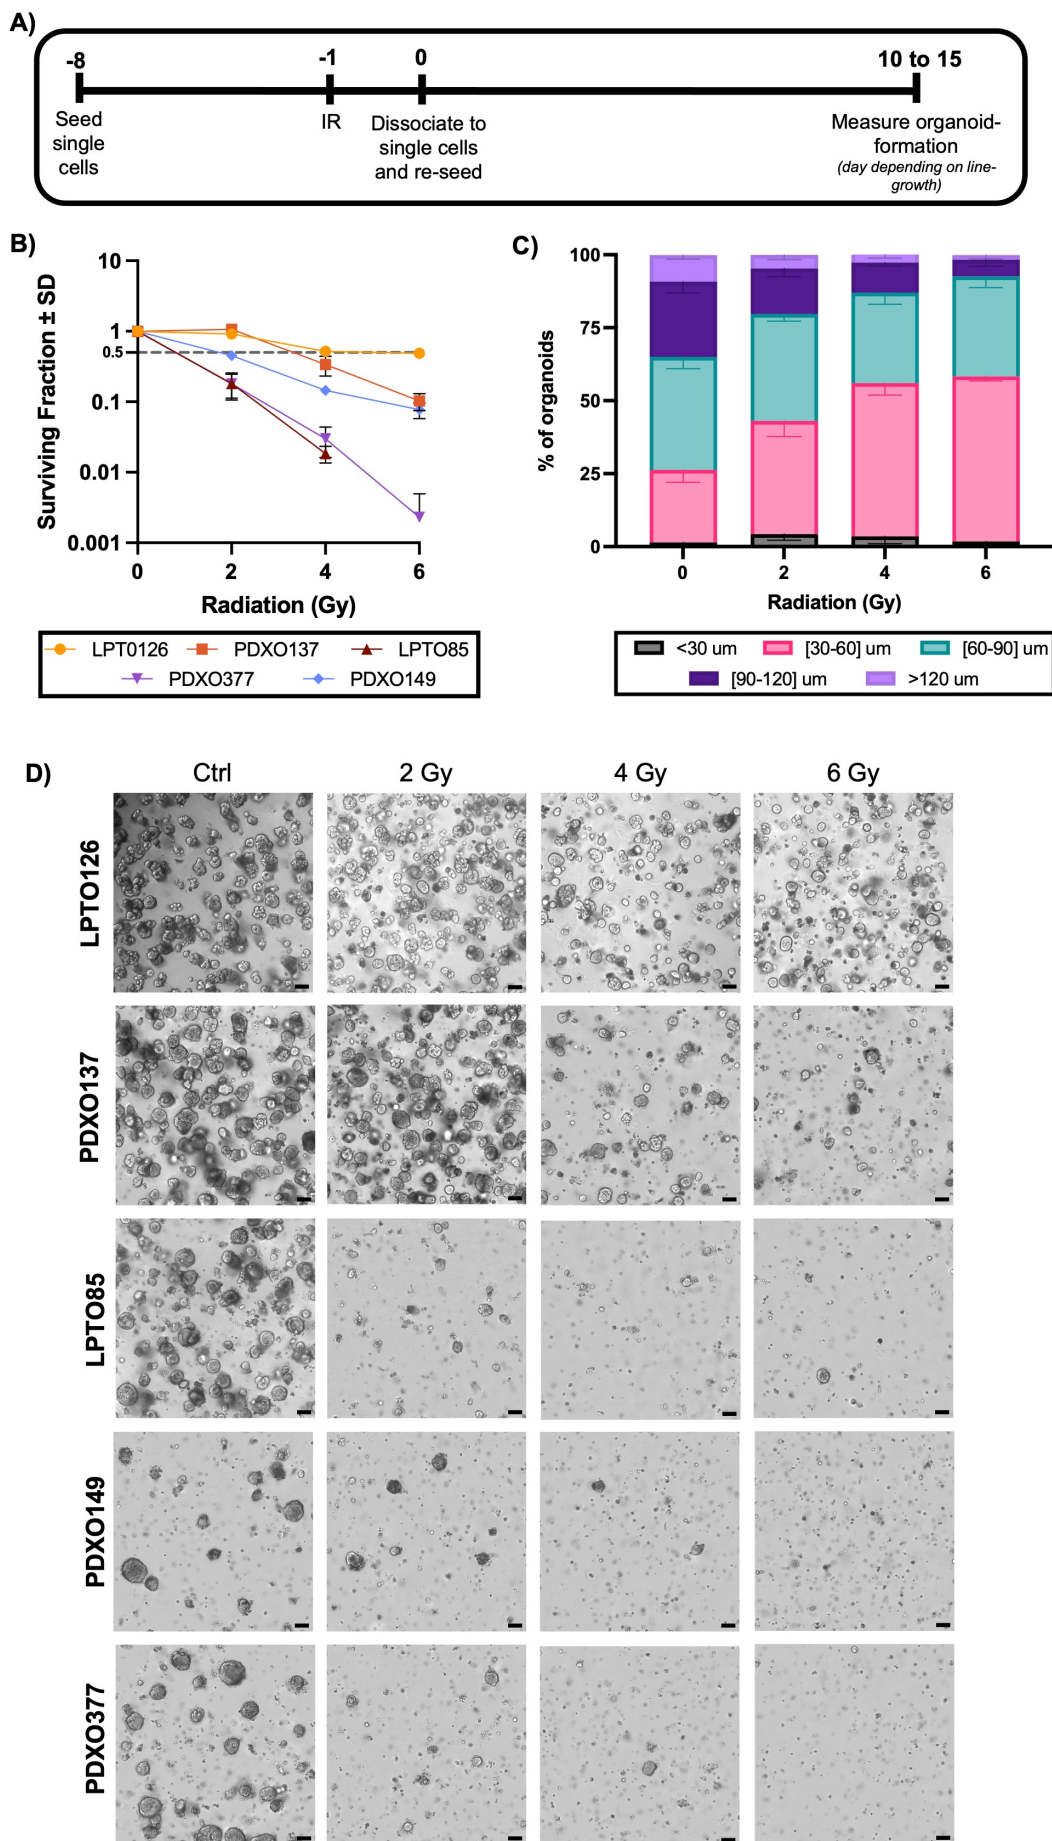 A)
-8
-1
0
10 to 15
Seed
single
cells
IR
Dissociate to
single cells
and re-seed
Measure organoid-
formation
(day depending on line-
growth)
B)
Surviving Fraction ± SD
10
1
0.5
0.1
0.01
0.001
0 2 4 6
Radiation (Gy)
LPT0126 PDXO137 LPTO85
PDXO377 PDXO149
C)
% of organoids
100
75
50
25
0
0 2 4 6
Radiation (Gy)
<30 um [30-60] um [60-90] um
[90-120] um >120 um
D)
Ctrl 2 Gy 4 Gy 6 Gy
LPTO126
PDXO137
LPTO85
PDXO149
PDXO377